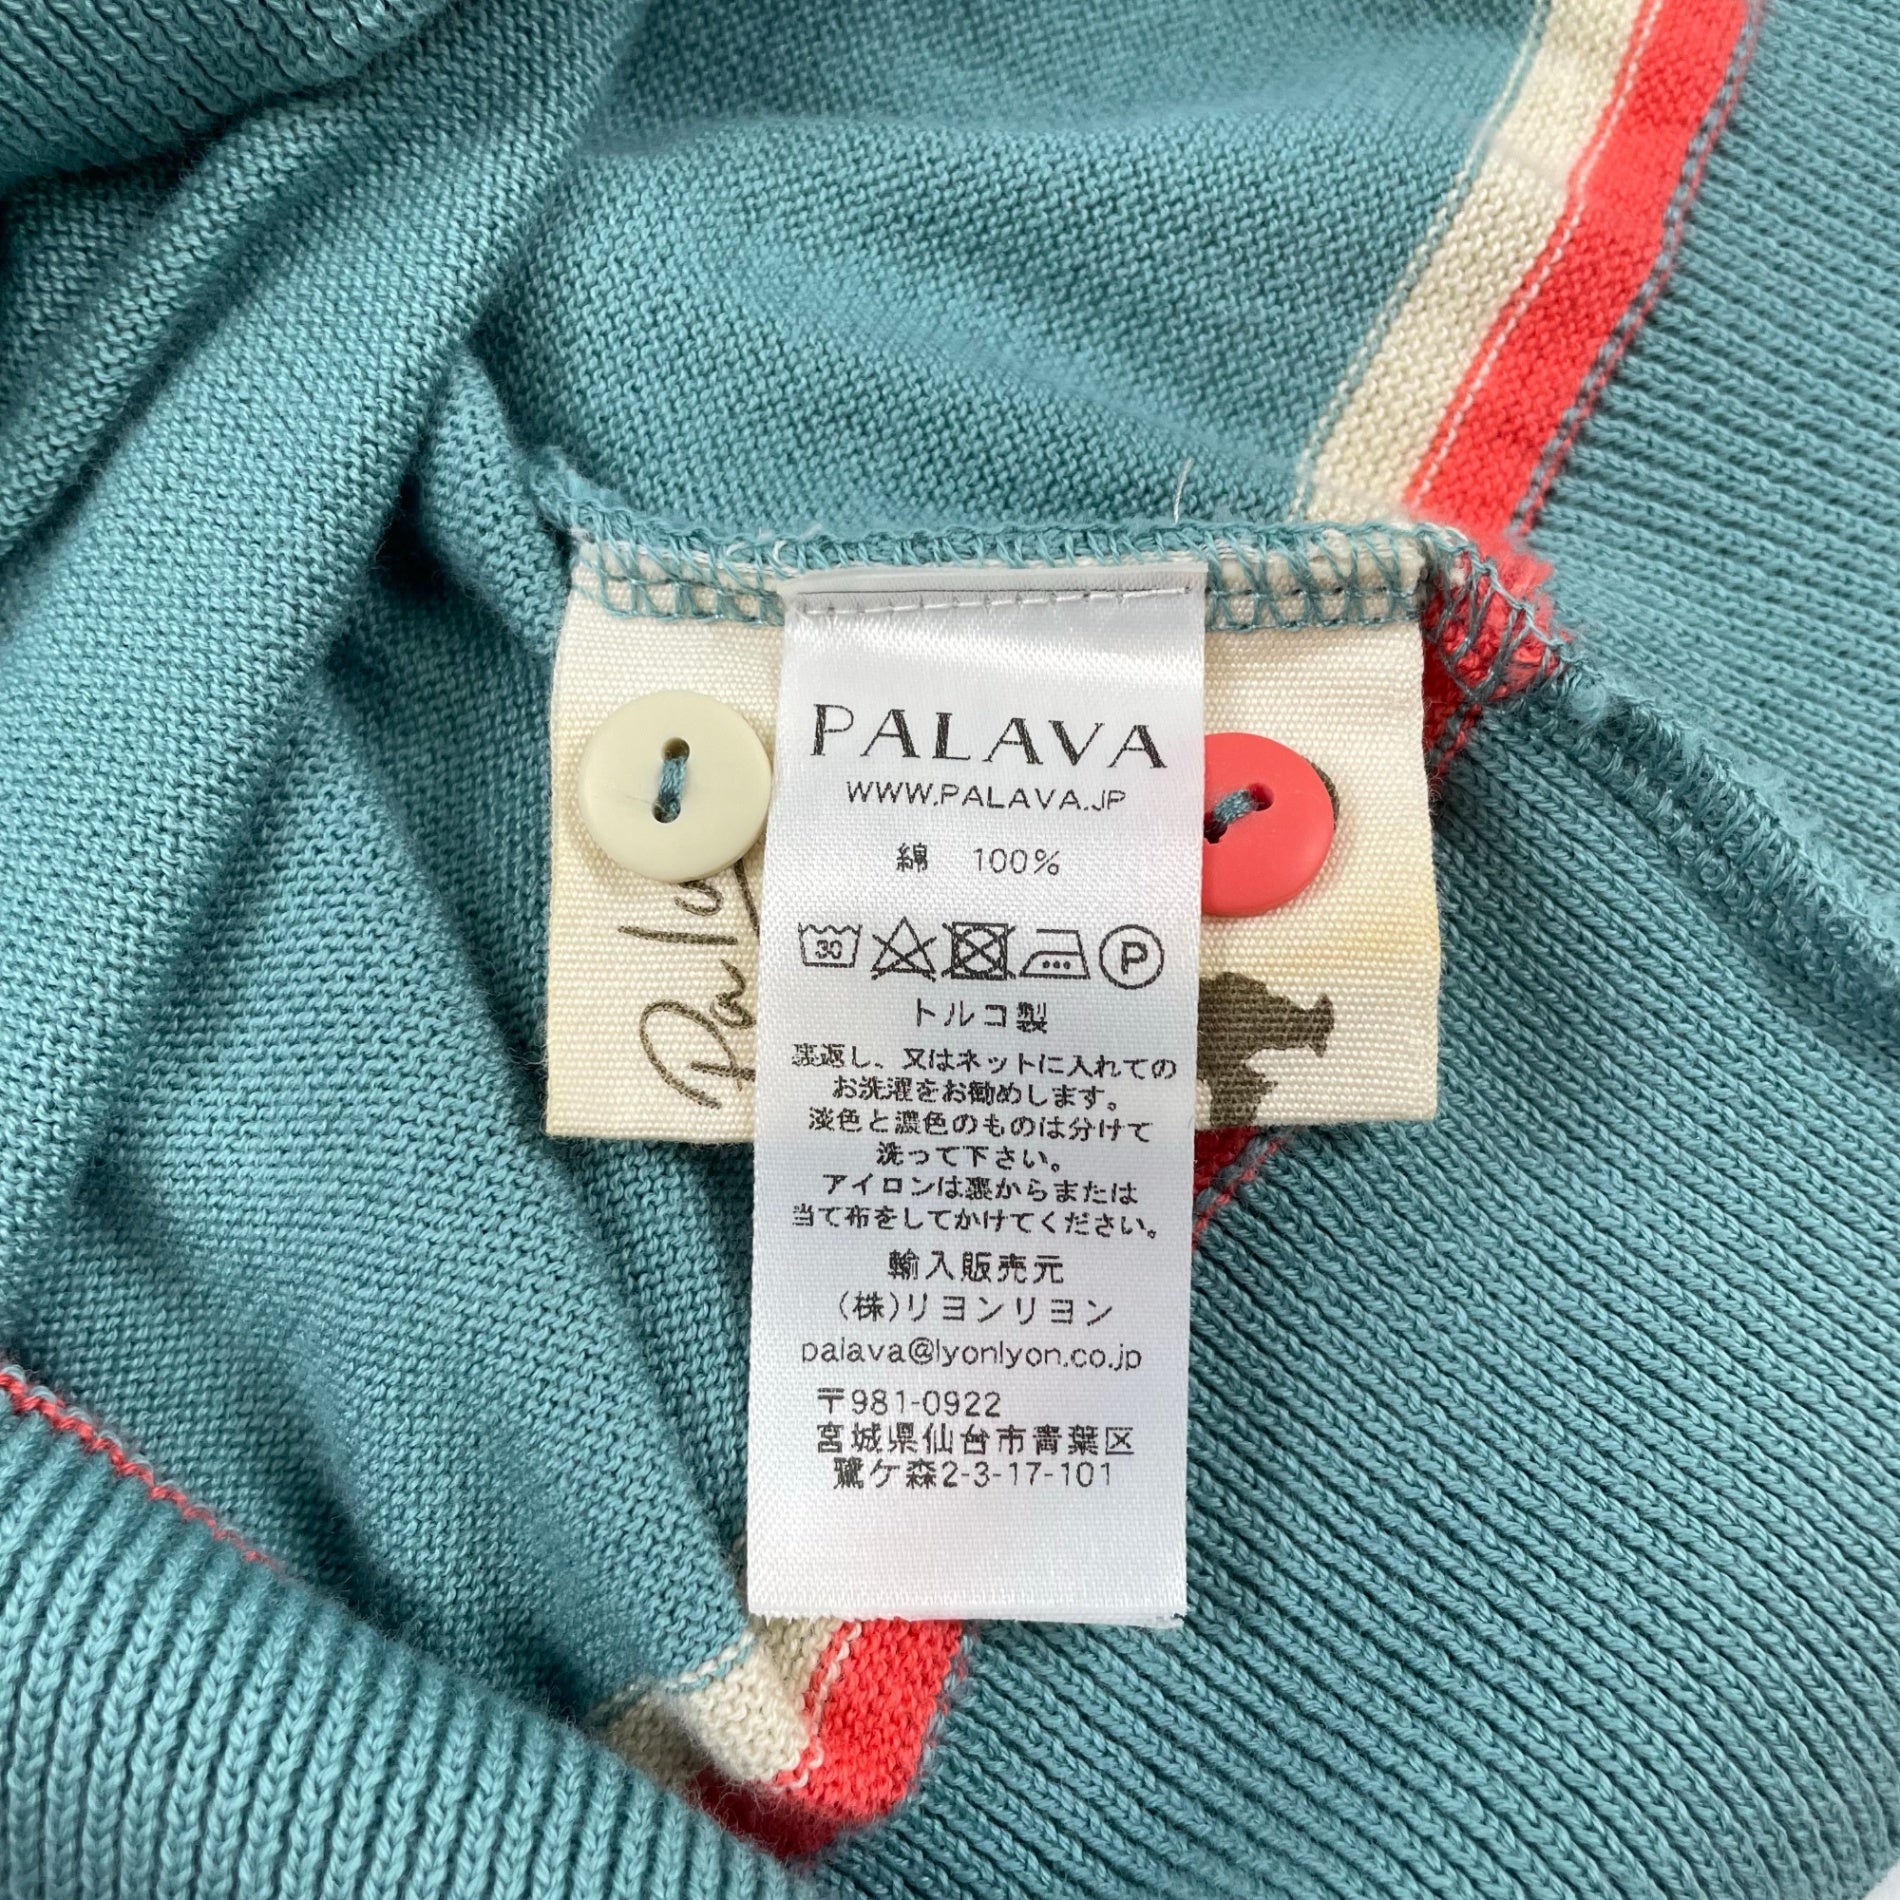 PALAVA
WWW.PALAVA.JP
綿 100%
30 P
トルコ製
裏返し、又はネットに入れての
お洗濯をお勧めします。
淡色と濃色のものは分けて
洗って下さい。
アイロンは裏からまたは
当て布をしてかけてください。
輸入販売元
(株)リヨンリヨン
palava@lyonlyon.co.jp
〒981-0922
宮城県仙台市青葉区
鷺ケ森2-3-17-101